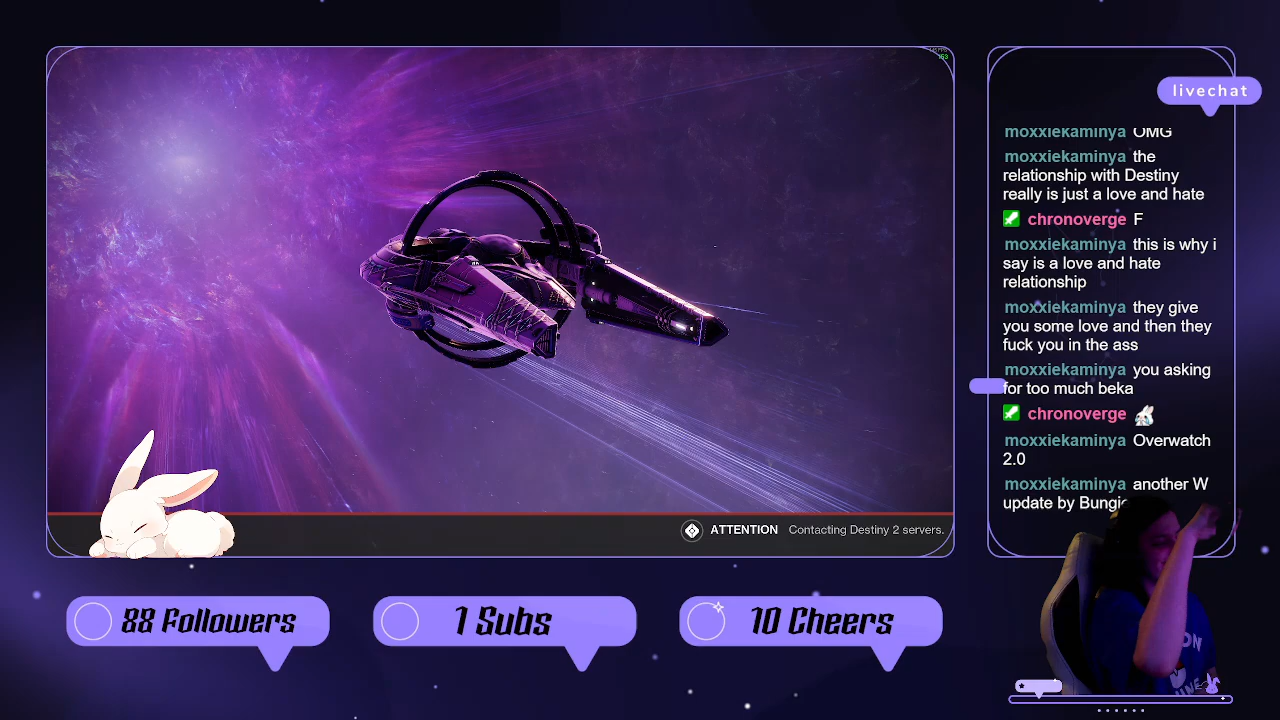 153
livechat
moxxiekaminya OMG
moxxiekaminya the
relationship with Destiny
really is just a love and hate
chronoverge F
moxxiekaminya this is why i
say is a love and hate
relationship
moxxiekaminya they give
you some love and then they
fuck you in the ass
moxxiekaminya you asking
for too much beka
chronoverge
moxxiekaminya Overwatch
2.0
moxxiekaminya another W
update by Bungie
ATTENTION Contacting Destiny 2 servers.
88 Followers
1 Subs
10 Cheers